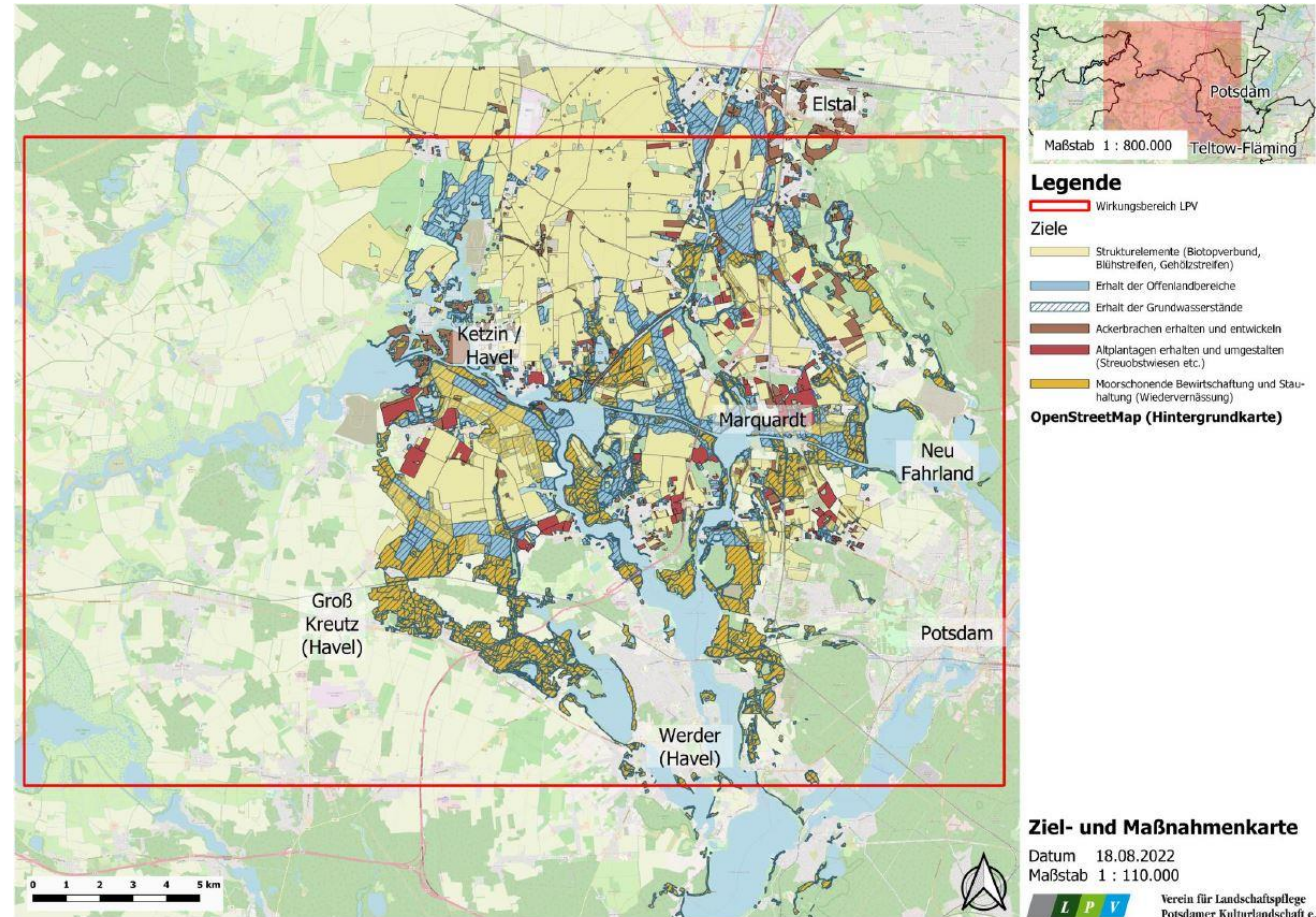 Elstal
Ketzin /
Havel
Marquardt
Neu
Fahrland
Groß
Kreutz
(Havel)
Potsdam
Werder
(Havel)
0 1 2 3 4 5 km
Potsdam
Maßstab 1 : 800.000
Teltow-Fläming
Legende
Wirkungsbereich LPV
Ziele
Strukturelemente (Biotopverbund,
Blühstreifen, Gehölzstreifen)
Erhalt der Offenlandbereiche
Erhalt der Grundwasserstände
Ackerbrachen erhalten und entwickeln
Altplantagen erhalten und umgestalten
(Streuobstwiesen etc.)
Moorschonende Bewirtschaftung und Stau-
haltung (Wiedervernässung)
OpenStreetMap (Hintergrundkarte)
Ziel- und Maßnahmenkarte
Datum 18.08.2022
Maßstab 1 : 110.000
L P V
Verein für Landschaftspflege
Potsdamer Kulturlandschaft e.